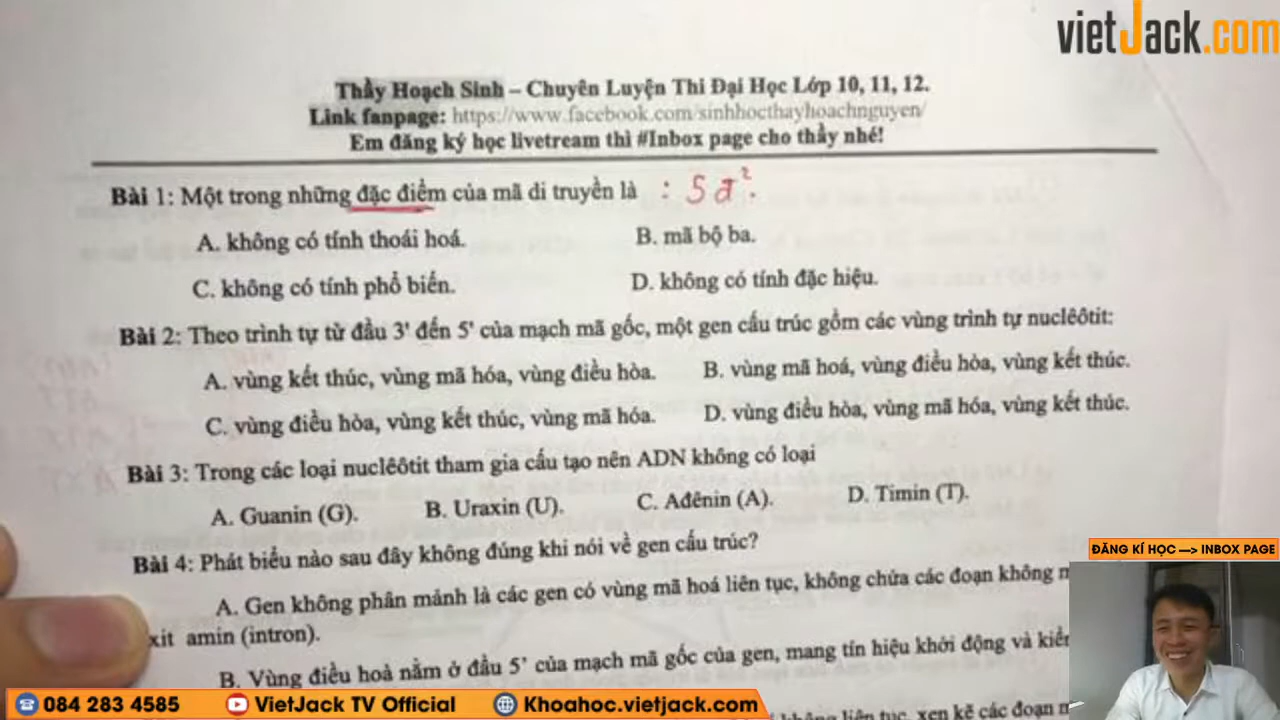 vietJack.com
Thầy Hoạch Sinh – Chuyên Luyện Thi Đại Học Lớp 10, 11, 12.
Link fanpage: https://www.facebook.com/sinhhocthayhoachnguyen/
Em đăng ký học livetream thì #Inbox page cho thầy nhé!
Bài 1: Một trong những đặc điểm của mã di truyền là : 5đ².
A. không có tính thoái hoá. B. mã bộ ba.
C. không có tính phổ biến. D. không có tính đặc hiệu.
Bài 2: Theo trình tự từ đầu 3' đến 5' của mạch mã gốc, một gen cấu trúc gồm các vùng trình tự nuclêôtit:
A. vùng kết thúc, vùng mã hóa, vùng điều hòa. B. vùng mã hoá, vùng điều hòa, vùng kết thúc.
C. vùng điều hòa, vùng kết thúc, vùng mã hóa. D. vùng điều hòa, vùng mã hóa, vùng kết thúc.
Bài 3: Trong các loại nuclêôtit tham gia cấu tạo nên ADN không có loại
A. Guanin (G). B. Uraxin (U). C. Ađênin (A). D. Timin (T).
Bài 4: Phát biểu nào sau đây không đúng khi nói về gen cấu trúc?
A. Gen không phân mảnh là các gen có vùng mã hoá liên tục, không chứa các đoạn không
xit amin (intron).
B. Vùng điều hoà nằm ở đầu 5' của mạch mã gốc của gen, mang tín hiệu khởi động và
liên tục, xen kẽ các đoạn
ĐĂNG KÍ HỌC —> INBOX PAGE
084 283 4585 VietJack TV Official Khoahoc.vietjack.com